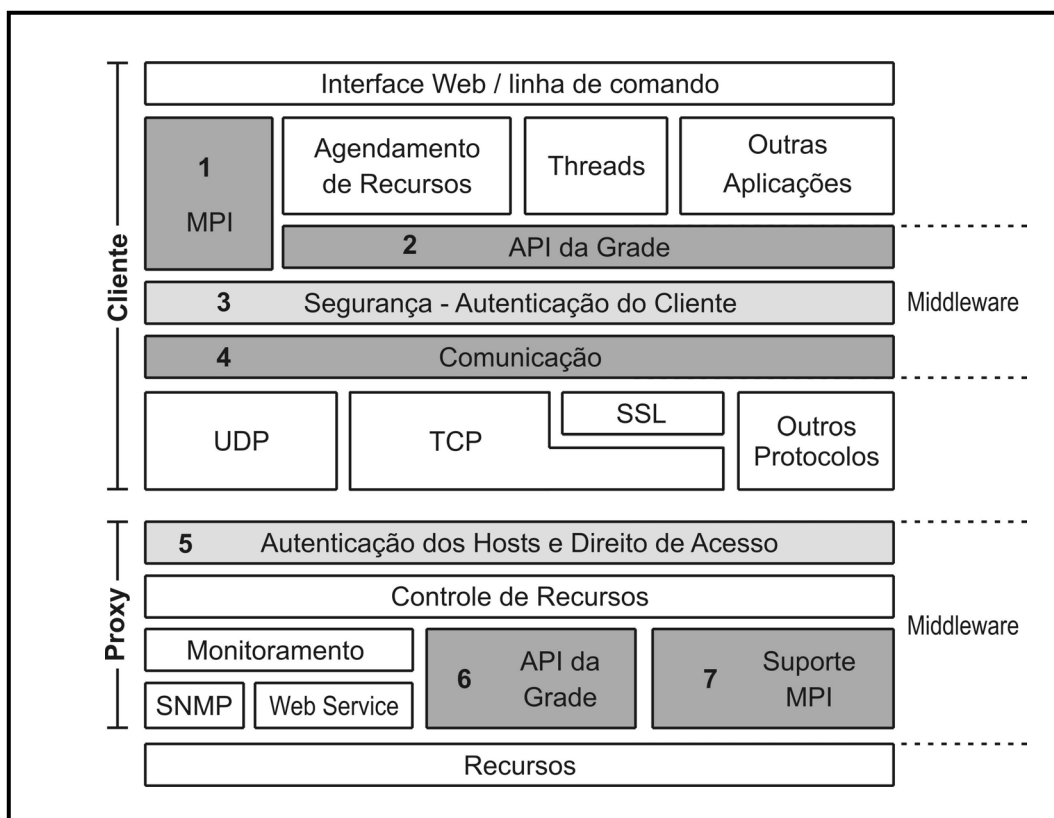 Cliente
Interface Web / linha de comando
1
MPI
Agendamento
de Recursos
Threads
Outras
Aplicações
2 API da Grade
3 Segurança - Autenticação do Cliente
Middleware
4 Comunicação
UDP
TCP
SSL
Outros
Protocolos
Proxy
5 Autenticação dos Hosts e Direito de Acesso
Controle de Recursos
Middleware
Monitoramento
SNMP
Web Service
6
API da
Grade
7
Suporte
MPI
Recursos